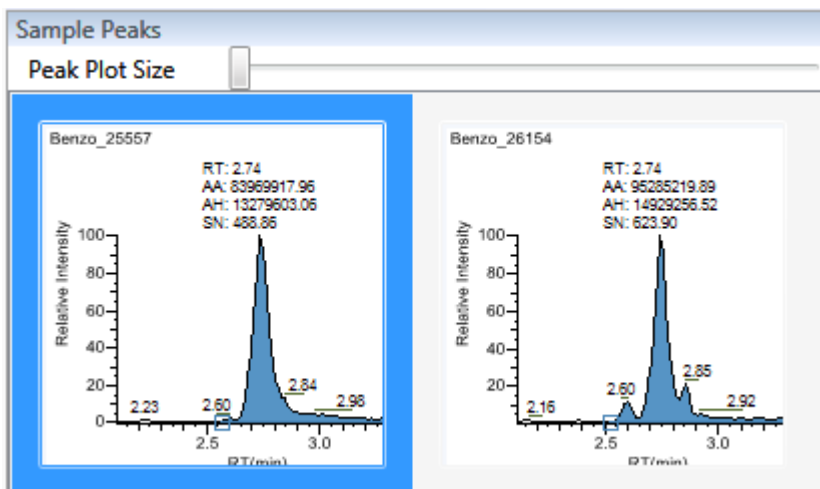 Sample Peaks
Peak Plot Size
Benzo_25557
RT: 2.74
AA: 83969917.96
AH: 13279603.06
SN: 488.86
Relative Intensity
100
80
60
40
20
0
2.23
2.60
2.84
2.98
2.5
3.0
RT(min)
Benzo_26154
RT: 2.74
AA: 95285219.89
AH: 14929256.52
SN: 623.90
Relative Intensity
100
80
60
40
20
2.16
2.60
2.85
2.92
2.5
3.0
RT(min)